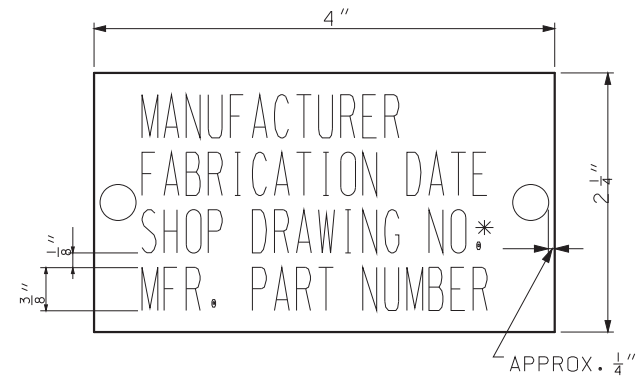 4"
MANUFACTURER
FABRICATION DATE
SHOP DRAWING NO.*
MFR. PART NUMBER
1/8"
3/8"
2 1/4"
APPROX. 1/4"